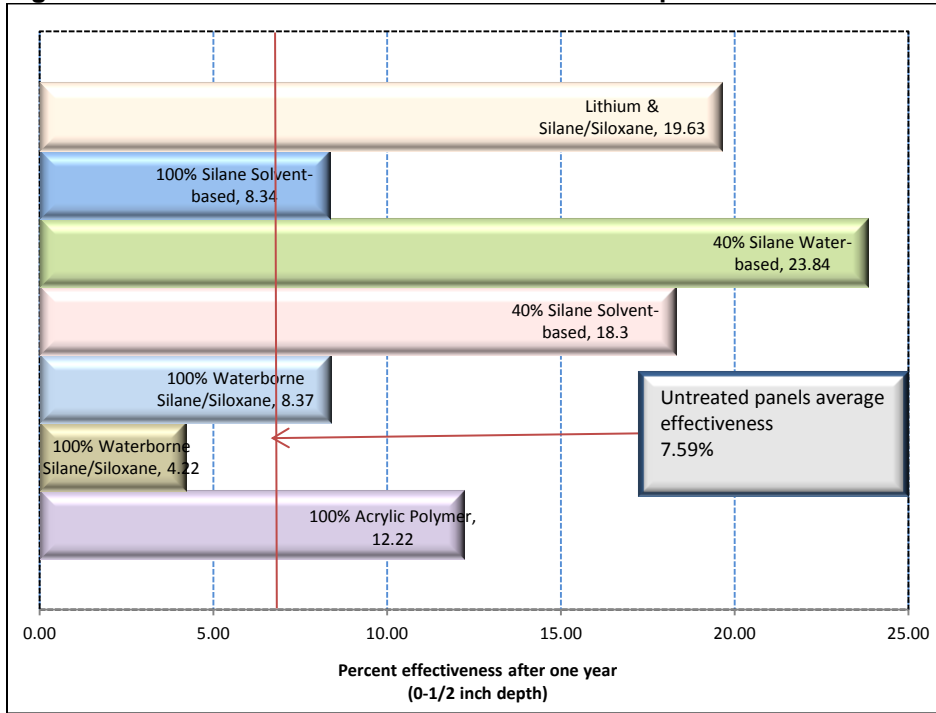 Lithium &
Silane/Siloxane, 19.63
100% Silane Solvent-
based, 8.34
40% Silane Water-
based, 23.84
40% Silane Solvent-
based, 18.3
100% Waterborne
Silane/Siloxane, 8.37
Untreated panels average
effectiveness
7.59%
100% Waterborne
Silane/Siloxane, 4.22
100% Acrylic Polymer,
12.22
0.00 5.00 10.00 15.00 20.00 25.00
Percent effectiveness after one year
(0-1/2 inch depth)